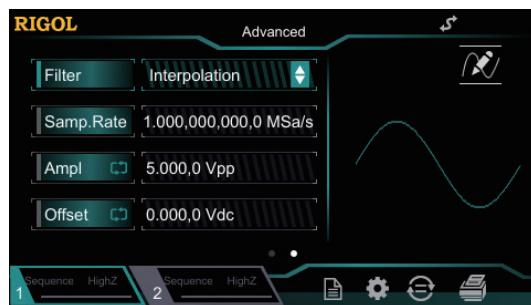 RIGOL
Advanced
Filter Interpolation
Samp.Rate 1.000,000,000,0 MSa/s
Ampl 5.000,0 Vpp
Offset 0.000,0 Vdc
1 Sequence HighZ
2 Sequence HighZ